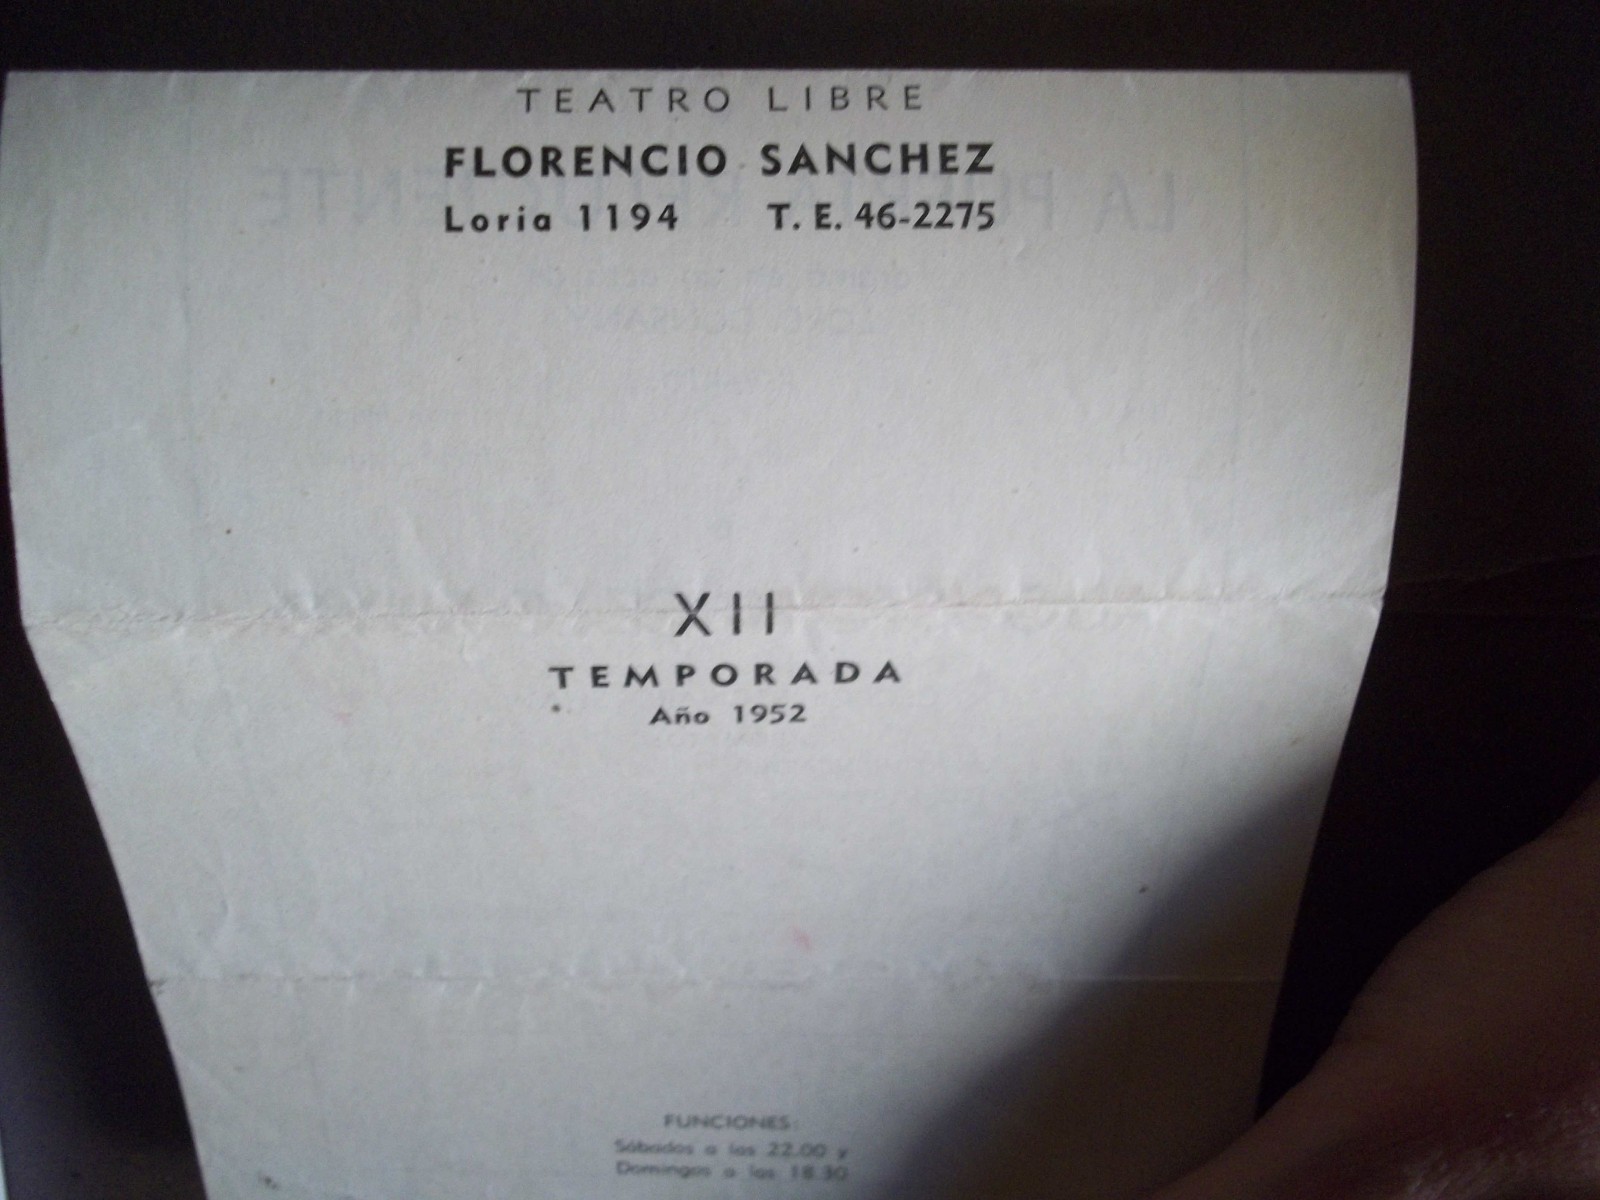 TEATRO LIBRE
FLORENCIO SANCHEZ
Loria 1194 T. E. 46-2275
XII
TEMPORADA
Año 1952
FUNCIONES:
Sábados a las 22.00 y
Domingos a las 18.30